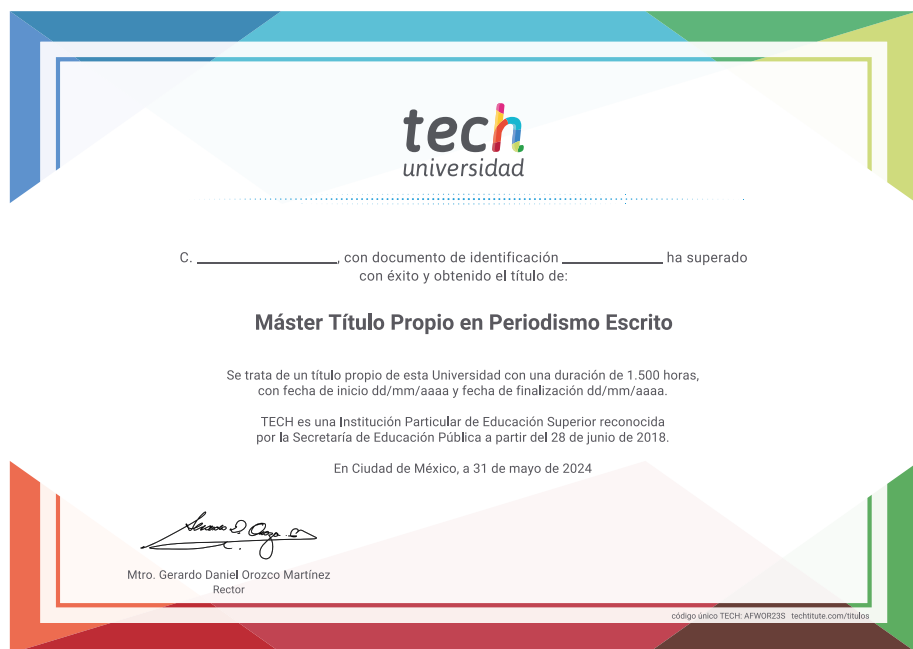 tech
universidad
C. ____________________, con documento de identificación ______________ ha superado
con éxito y obtenido el título de:
Máster Título Propio en Periodismo Escrito
Se trata de un título propio de esta Universidad con una duración de 1.500 horas,
con fecha de inicio dd/mm/aaaa y fecha de finalización dd/mm/aaaa.
TECH es una Institución Particular de Educación Superior reconocida
por la Secretaría de Educación Pública a partir del 28 de junio de 2018.
En Ciudad de México, a 31 de mayo de 2024
Mtro. Gerardo Daniel Orozco Martínez
Rector
código único TECH: AFWOR23S techtitute.com/titulos